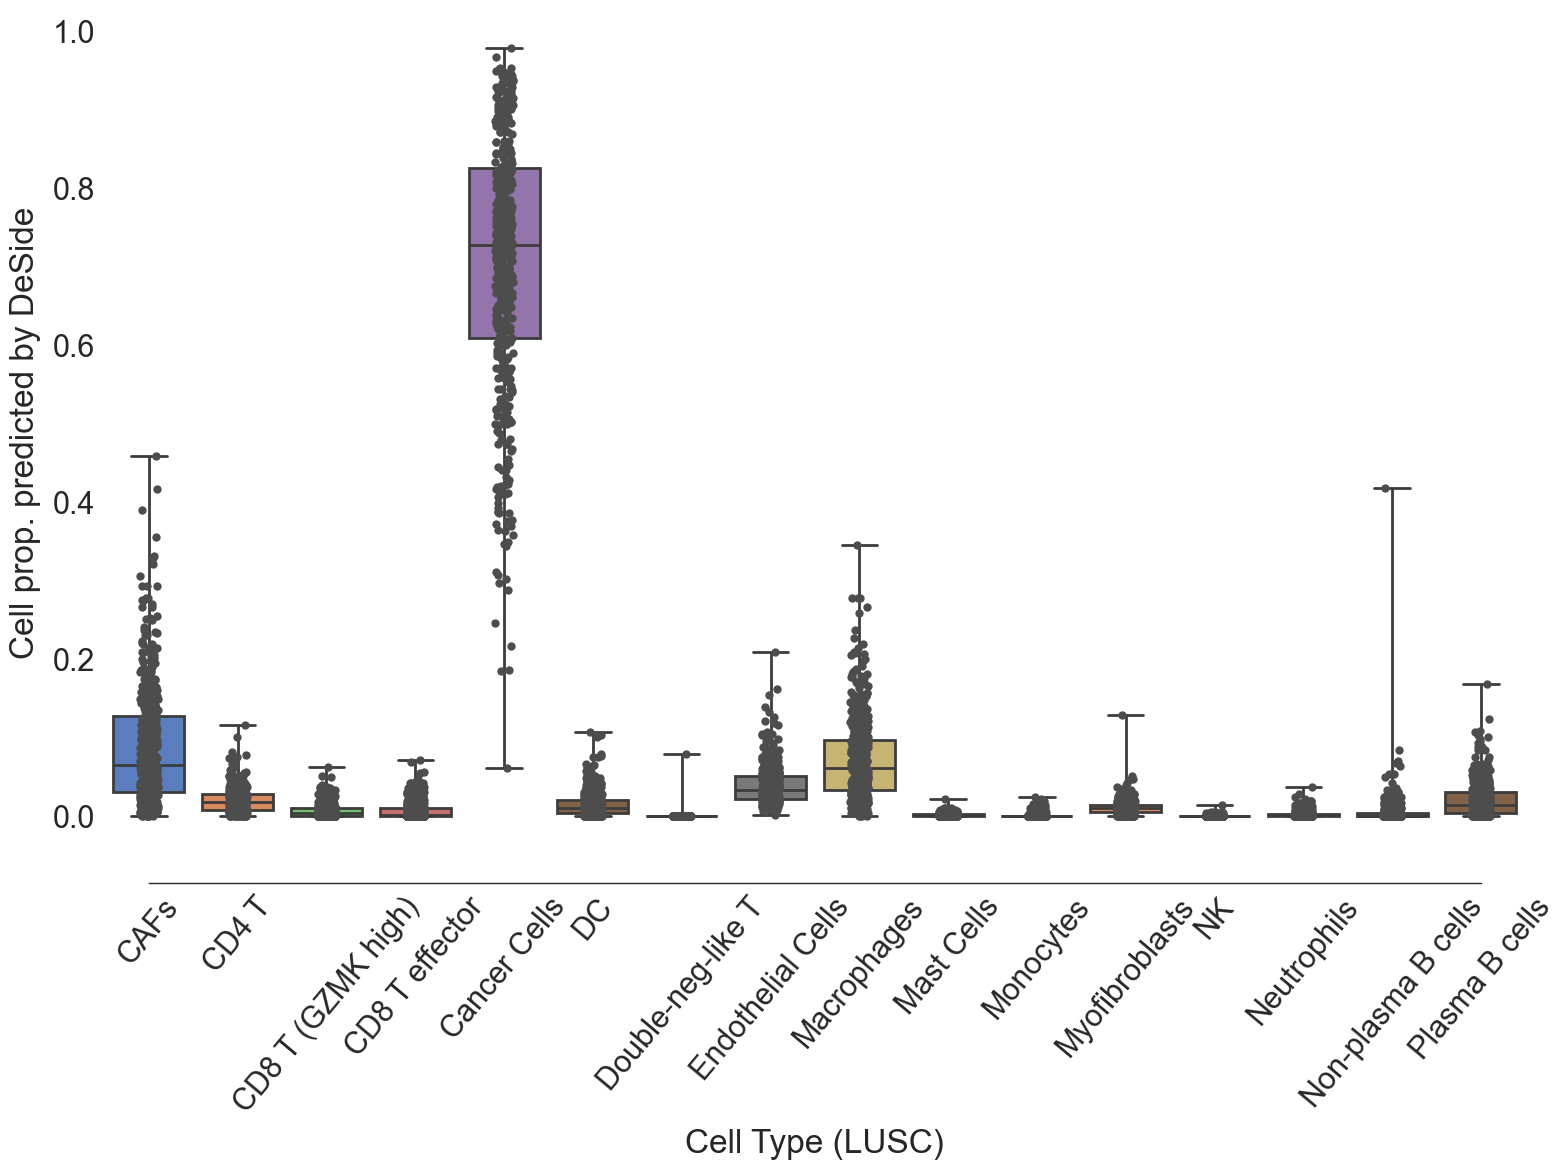 Cell prop. predicted by DeSide
1.0
0.8
0.6
0.4
0.2
0.0
CAFs
CD4 T
CD8 T (GZMK high)
CD8 T effector
Cancer Cells
DC
Double-neg-like T
Endothelial Cells
Macrophages
Mast Cells
Monocytes
Myofibroblasts
NK
Neutrophils
Non-plasma B cells
Plasma B cells
Cell Type (LUSC)